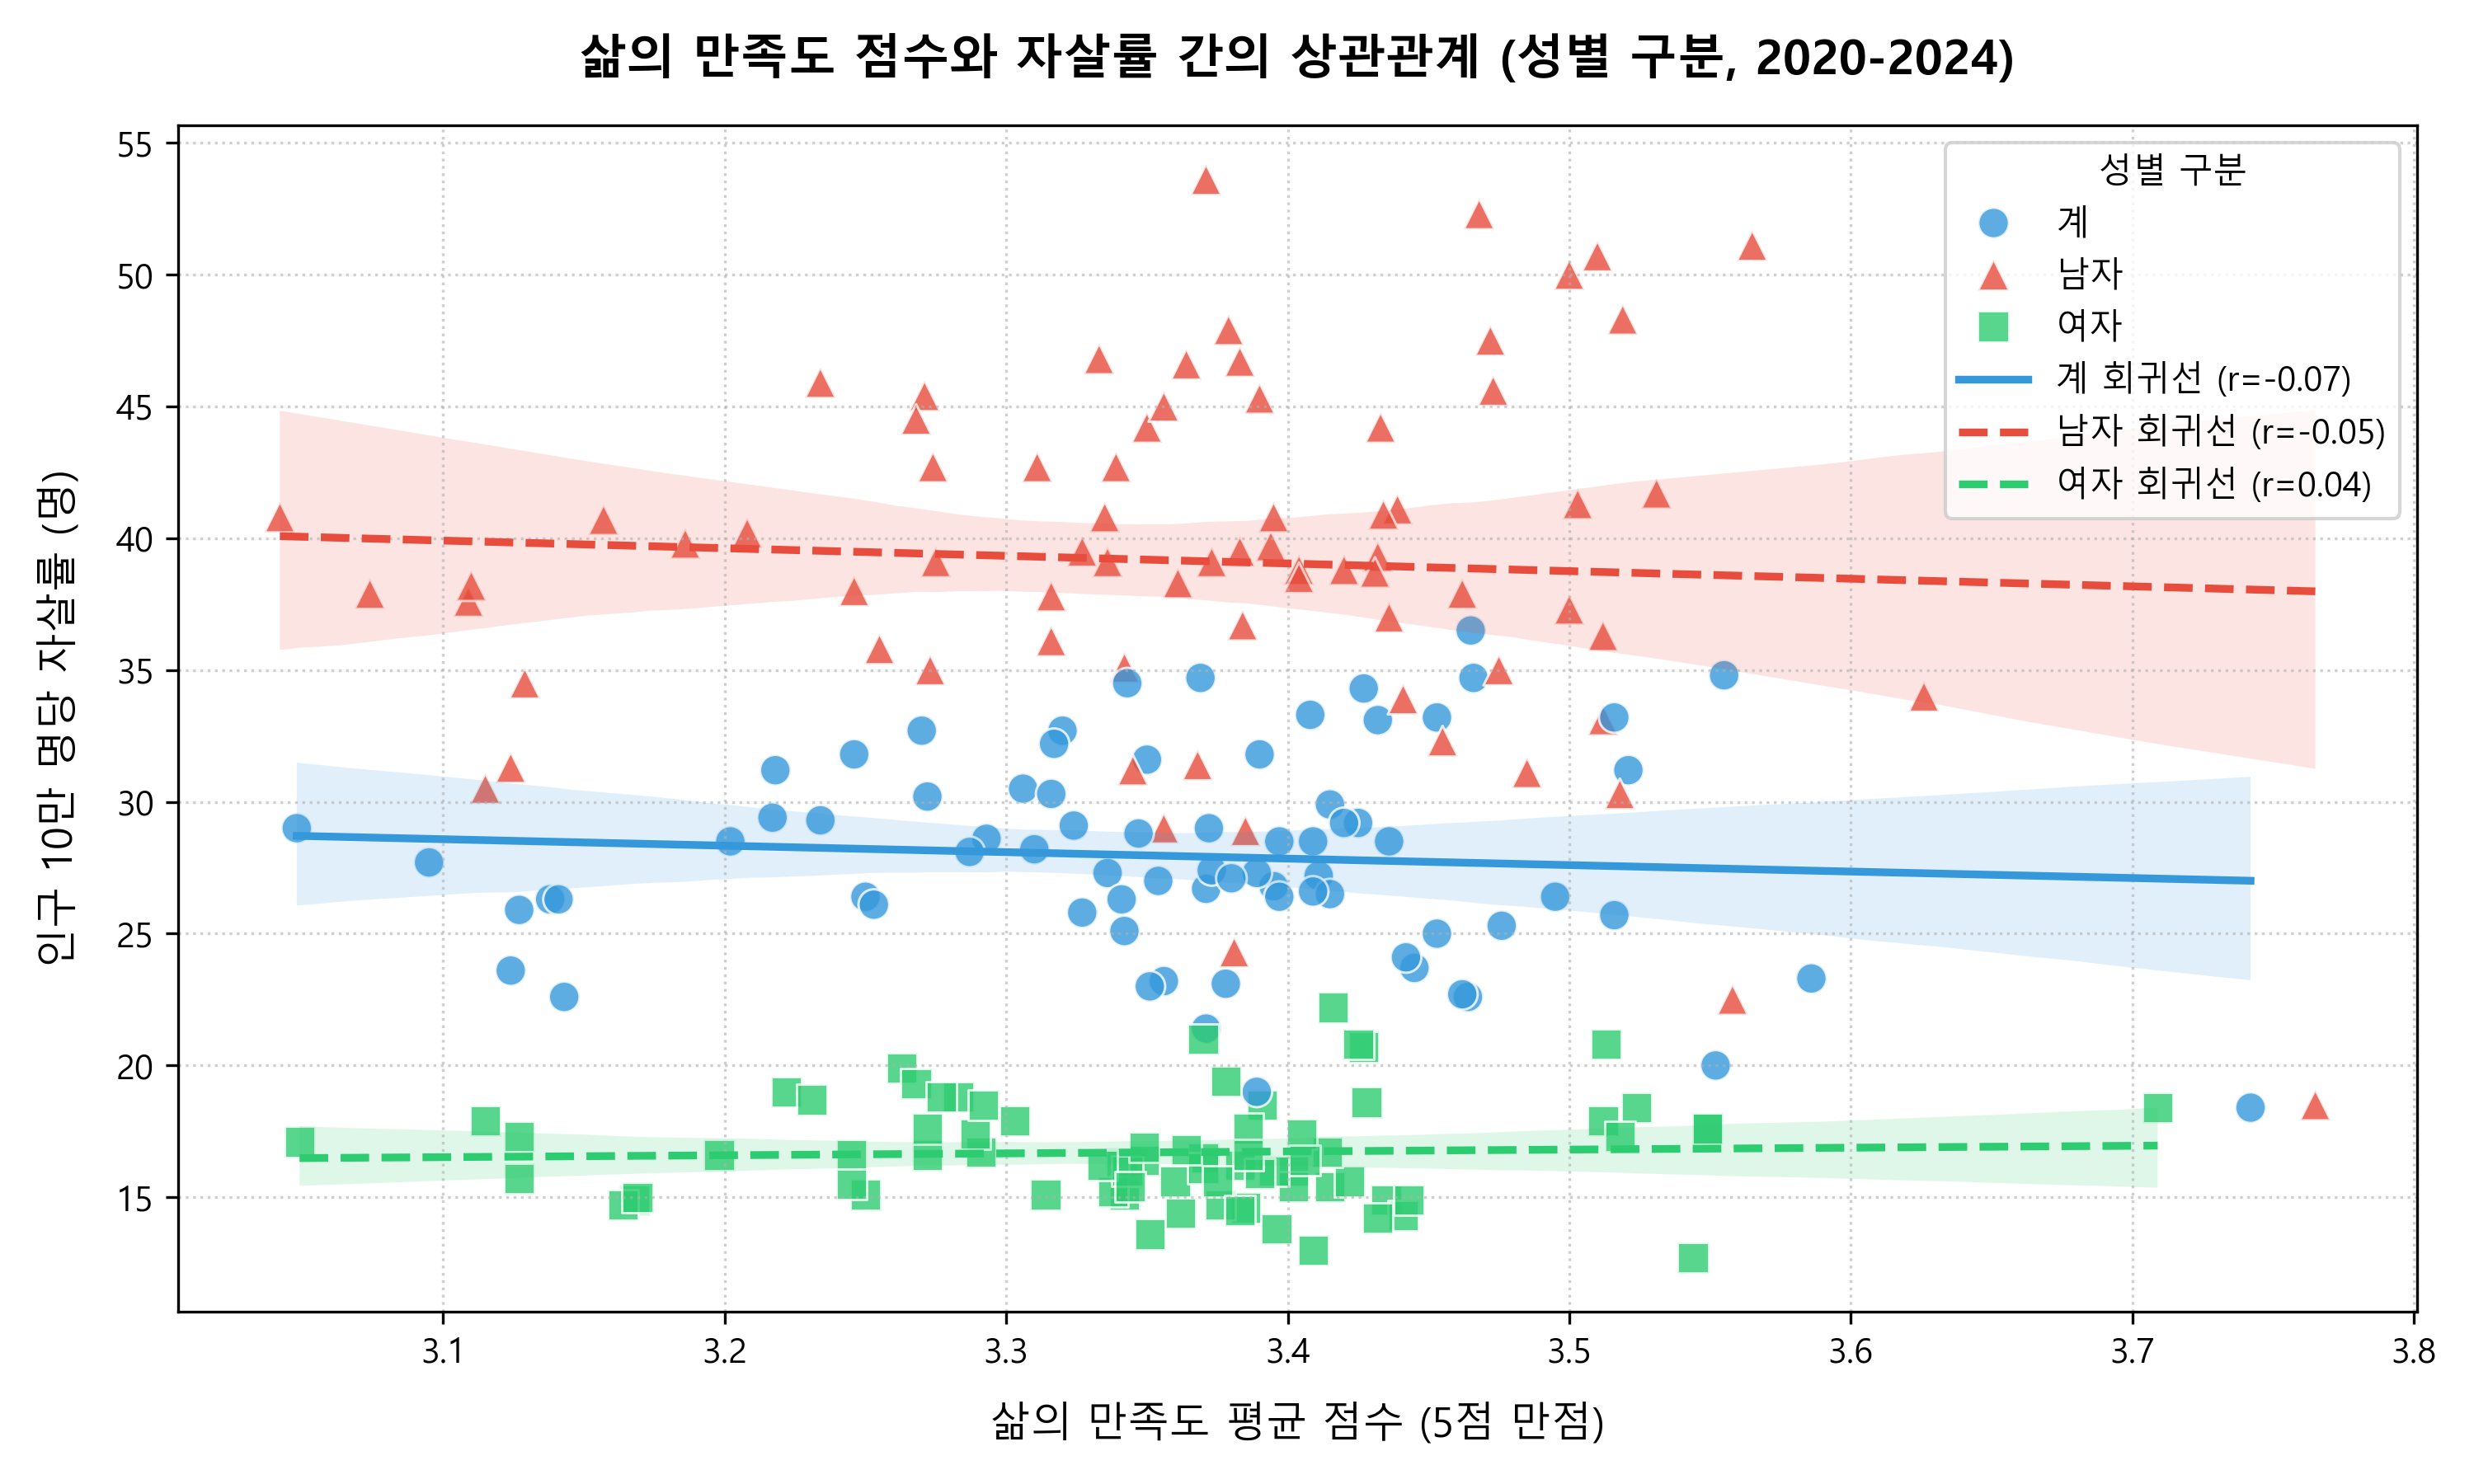 삶의 만족도 점수와 자살률 간의 상관관계 (성별 구분, 2020-2024)
55
50
45
40
35
30
25
20
15
인구 10만 명당 자살률 (명)
성별 구분
계
남자
여자
계 회귀선 (r=-0.07)
남자 회귀선 (r=-0.05)
여자 회귀선 (r=0.04)
3.1 3.2 3.3 3.4 3.5 3.6 3.7 3.8
삶의 만족도 평균 점수 (5점 만점)